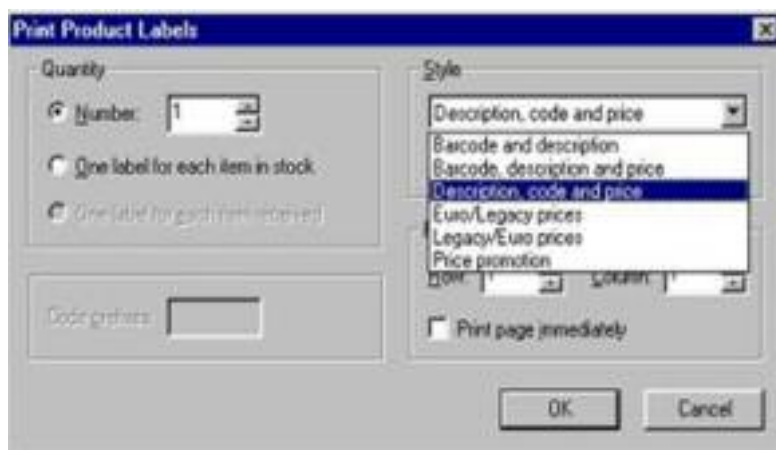 Print Product Labels
Quantity
Number: 1
One label for each item in stock
One label for each item received
Code prefixes:
Style
Description, code and price
Barcode and description
Barcode, description and price
Description, code and price
Euro/Legacy prices
Legacy/Euro prices
Price promotion
Row: 1 Column: 1
Print page immediately
OK
Cancel